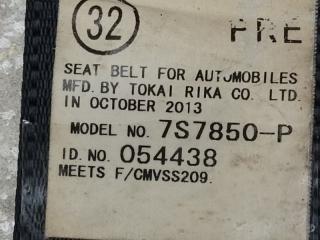 32 PRE
SEAT BELT FOR AUTOMOBILES
MFD. BY TOKAI RIKA CO. LTD.
IN OCTOBER 2013
MODEL NO. 7S7850-P
ID. NO. 054438
MEETS F/CMVSS209.